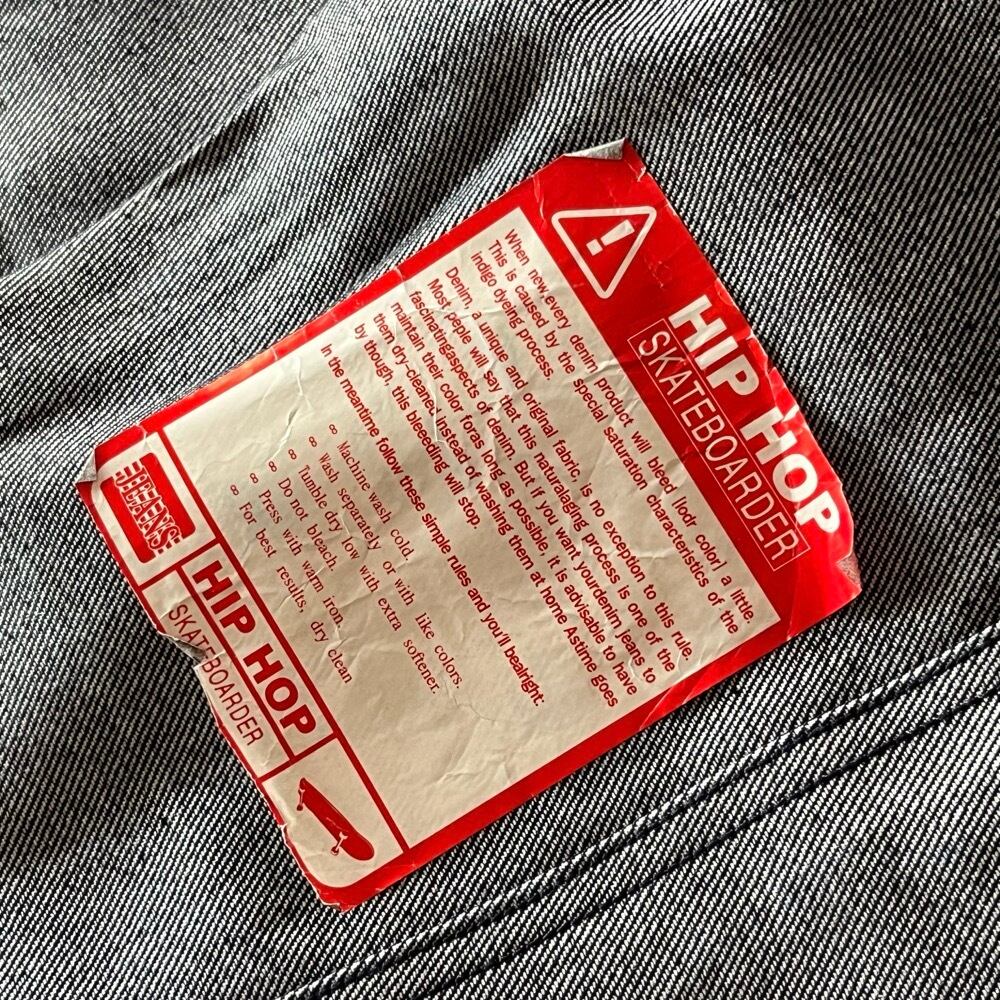 !
HIP HOP
SKATEBOARDER
When new,every denim product will bleed [lodr color] a little.
This is caused by the special saturation characteristics of the
indigo dyeing process.
Denim, a unique and original fabric, is no exception to this rule.
Most peple will say that this naturalaging process is one of the
fascinatingaspects of denim. But if you want yourdenim jeans to
maintain their color foras long as possible, it is advisable to have
them dry-cleaned instead of washing them at home Astime goes
by though, this bleeeding will stop.
In the meantime follow these simple rules and you'll bealright:
∞ Machine wash cold, or with like colors.
∞ Wash separately or with extra softener.
∞ Tumble dry low
∞ Do not bleach.
∞ Press with warm iron.
∞ For best results, dry clean
JEENS
HIP HOP
SKATEBOARDER